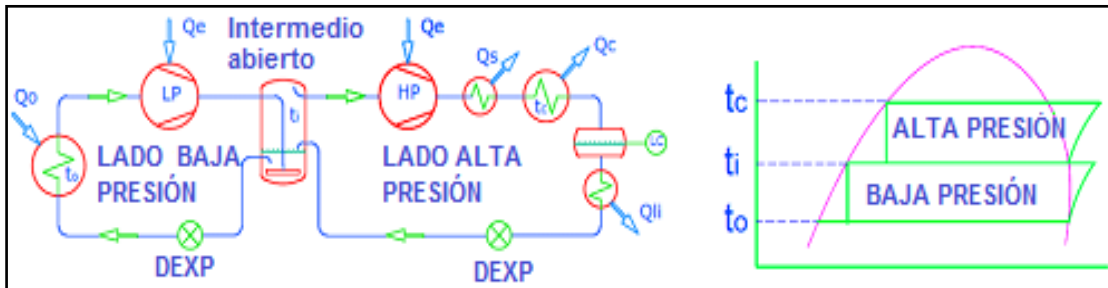 Qe
Intermedio
abierto
Qe
Qs
Qc
Qo
LP
ti
HP
tc
LC
to
LADO BAJA
PRESIÓN
LADO ALTA
PRESIÓN
Qli
DEXP
DEXP
tc
ALTA PRESIÓN
ti
BAJA PRESIÓN
to